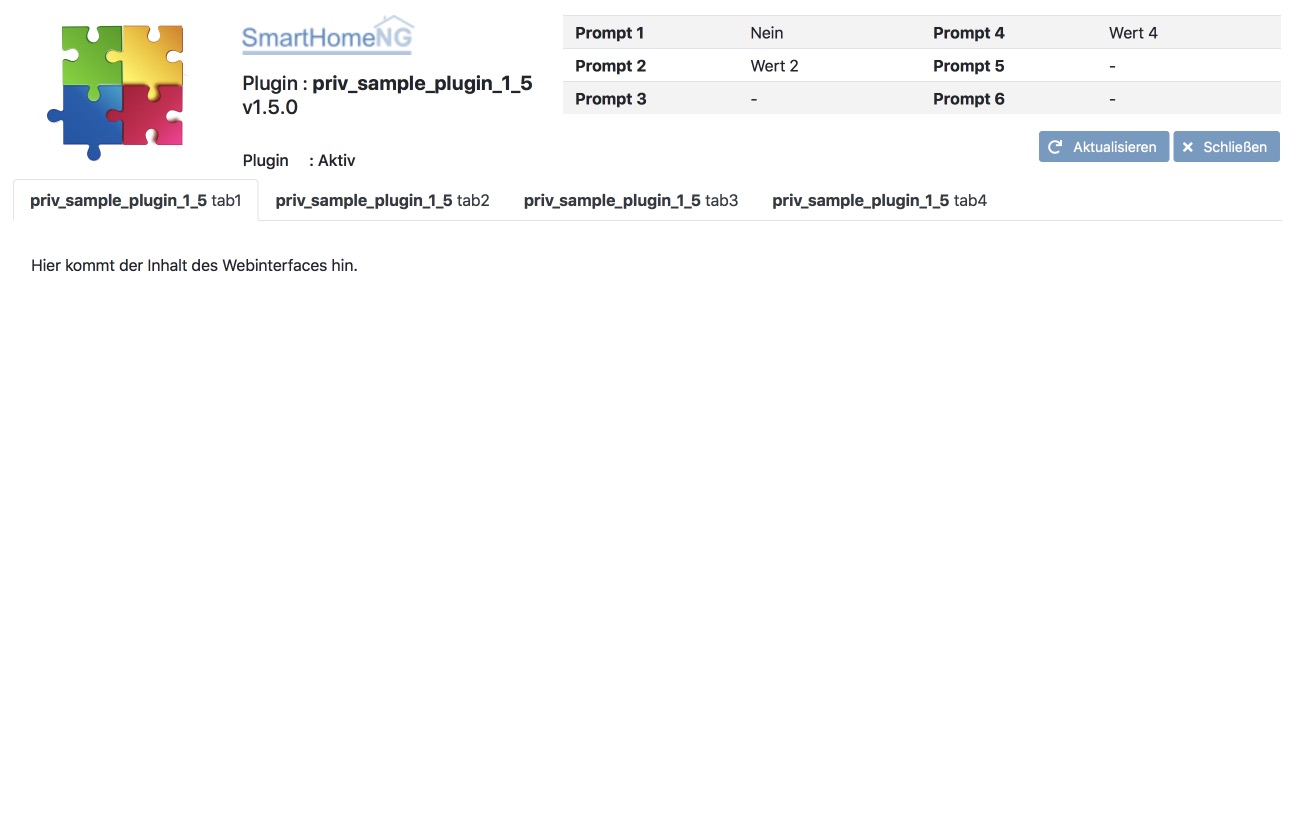 SmartHomeNG
Plugin : priv_sample_plugin_1_5
v1.5.0
Plugin : Aktiv
Prompt 1 Nein Prompt 4 Wert 4
Prompt 2 Wert 2 Prompt 5 -
Prompt 3 - Prompt 6 -
Aktualisieren Schließen
priv_sample_plugin_1_5 tab1 priv_sample_plugin_1_5 tab2 priv_sample_plugin_1_5 tab3 priv_sample_plugin_1_5 tab4
Hier kommt der Inhalt des Webinterfaces hin.